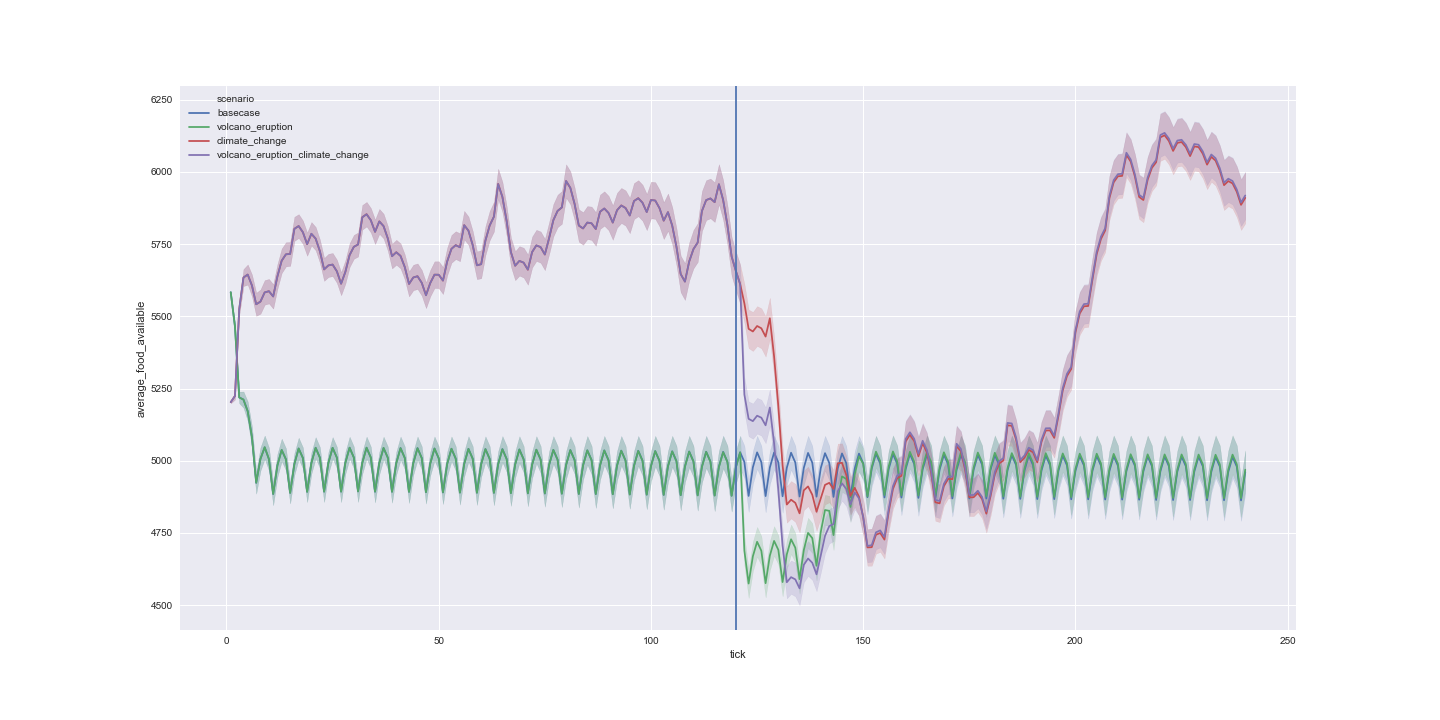 6250
6000
5750
5500
5250
5000
4750
4500
average_food_available
scenario
basecase
volcano_eruption
climate_change
volcano_eruption_climate_change
0
50
100
150
200
250
tick